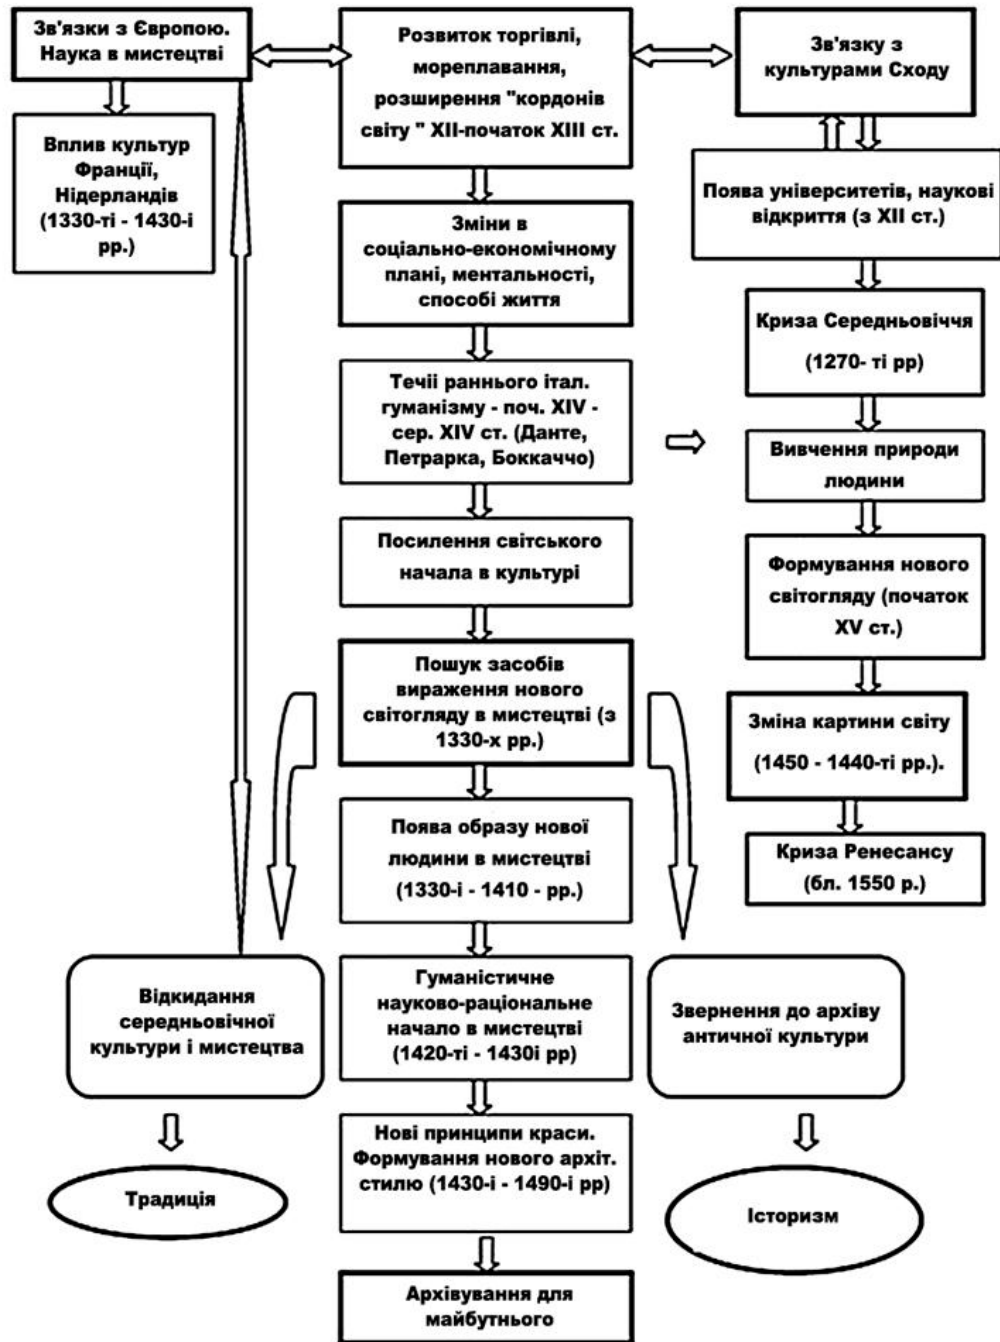 Зв'язки з Європою.
Наука в мистецтві
Розвиток торгівлі,
мореплавання,
розширення "кордонів
світу " XII-початок XIII ст.
Зв'язку з
культурами Сходу
Вплив культур
Франції,
Нідерландів
(1330-ті - 1430-і
рр.)
Поява університетів, наукові
відкриття (з XII ст.)
Зміни в
соціально-економічному
плані, ментальності,
способі життя
Криза Середньовіччя
(1270- ті рр)
Течії раннього італ.
гуманізму - поч. XIV -
сер. XIV ст. (Данте,
Петрарка, Боккаччо)
Вивчення природи
людини
Посилення світського
начала в культурі
Формування нового
світогляду (початок
XV ст.)
Пошук засобів
вираження нового
світогляду в мистецтві (з
1330-х рр.)
Зміна картини світу
(1450 - 1440-ті рр.).
Поява образу нової
людини в мистецтві
(1330-і - 1410 - рр.)
Криза Ренесансу
(бл. 1550 р.)
Відкидання
середньовічної
культури і мистецтва
Гуманістичне
науково-раціональне
начало в мистецтві
(1420-ті - 1430і рр)
Звернення до архіву
античної культури
Нові принципи краси.
Формування нового архіт.
стилю (1430-і - 1490-і рр)
Традиція
Історизм
Архівування для
майбутнього